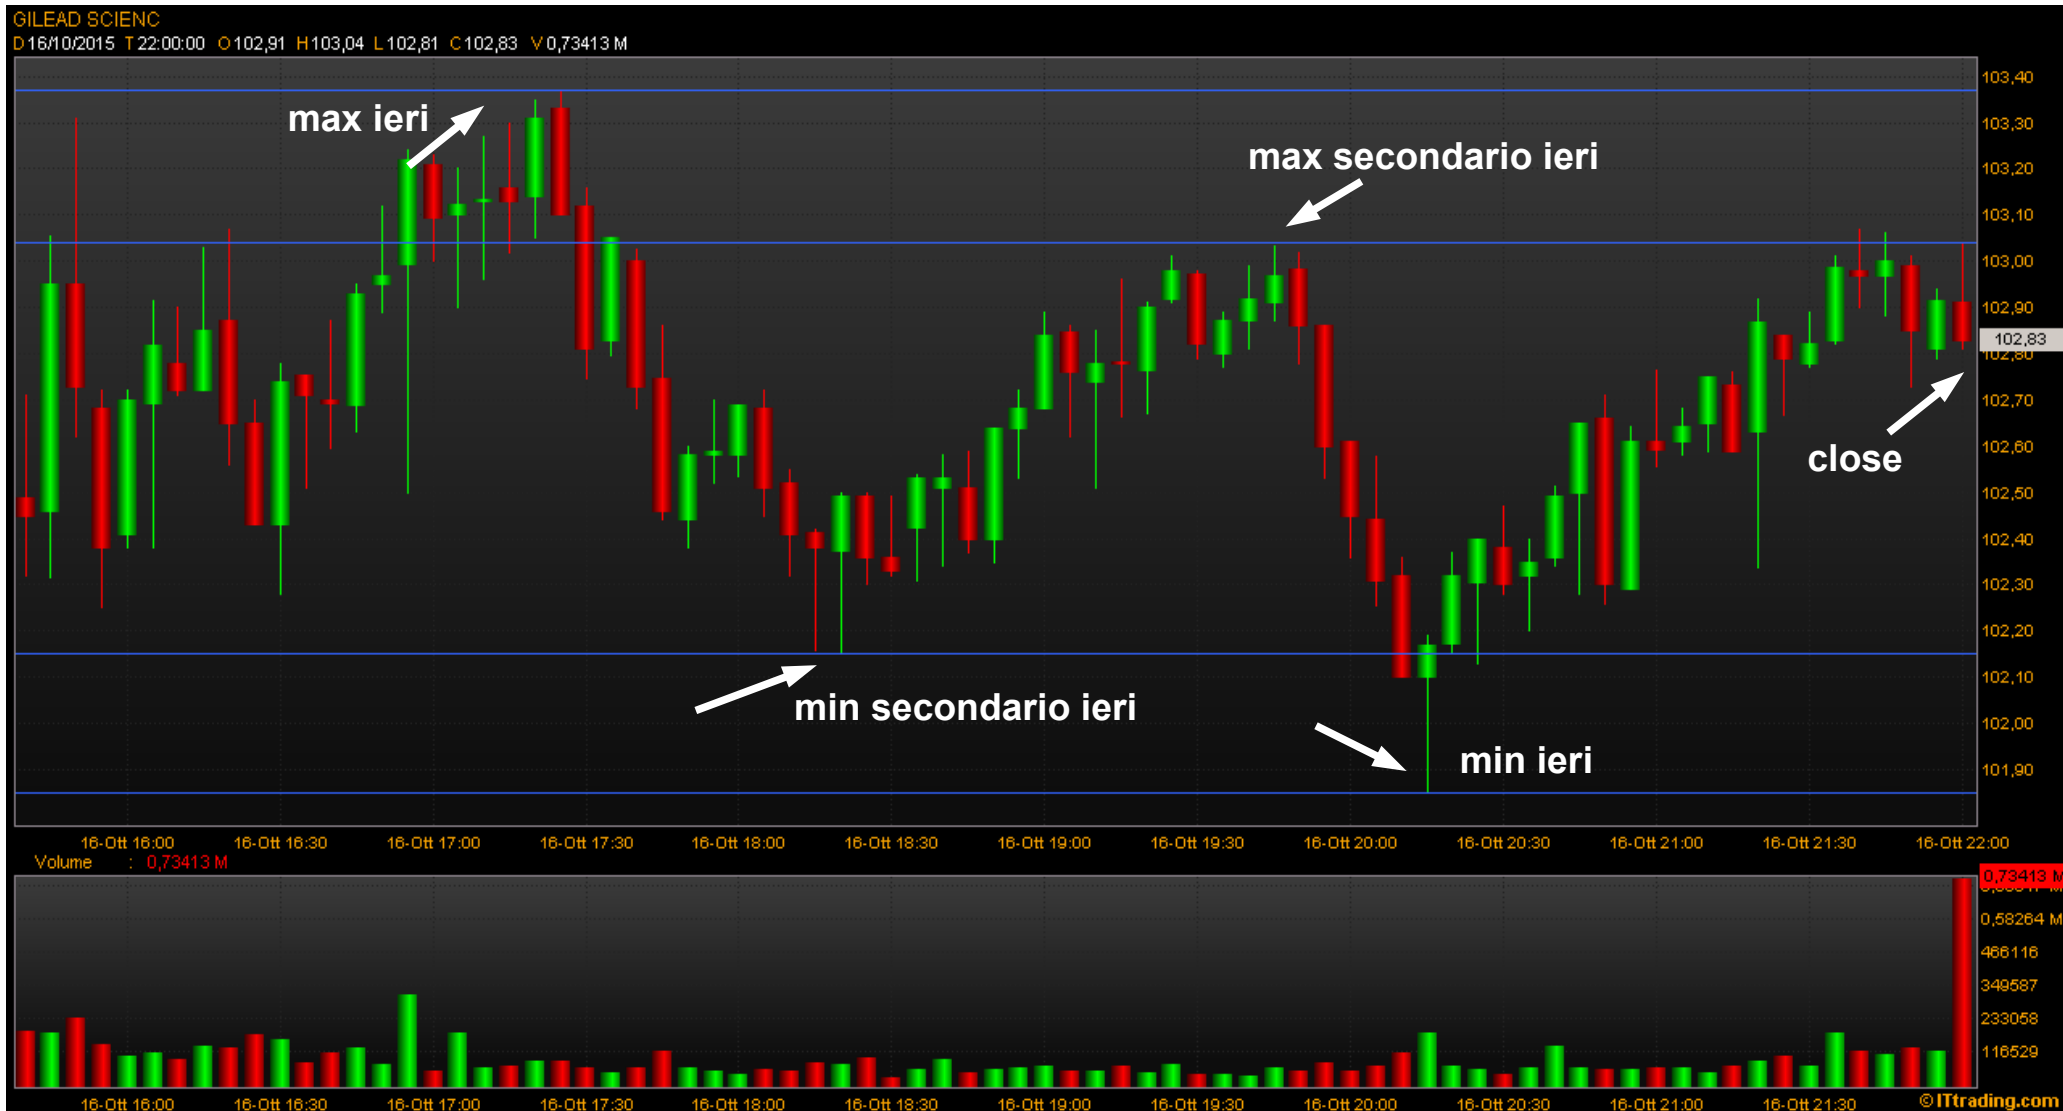 GILEAD SCIENC
D 16/10/2015 T 22:00:00 O 102,91 H 103,04 L 102,81 C 102,83 V 0,73413 M
max ieri
max secondario ieri
close
min secondario ieri
min ieri
103,40
103,30
103,20
103,10
103,00
102,90
102,83
102,80
102,70
102,60
102,50
102,40
102,30
102,20
102,10
102,00
101,90
16-Ott 16:00 16-Ott 16:30 16-Ott 17:00 16-Ott 17:30 16-Ott 18:00 16-Ott 18:30 16-Ott 19:00 16-Ott 19:30 16-Ott 20:00 16-Ott 20:30 16-Ott 21:00 16-Ott 21:30 16-Ott 22:00
Volume : 0,73413 M
0,73413 M
0,58264 M
466116
349587
233058
116529
16-Ott 16:00 16-Ott 16:30 16-Ott 17:00 16-Ott 17:30 16-Ott 18:00 16-Ott 18:30 16-Ott 19:00 16-Ott 19:30 16-Ott 20:00 16-Ott 20:30 16-Ott 21:00 16-Ott 21:30
© ITtrading.com